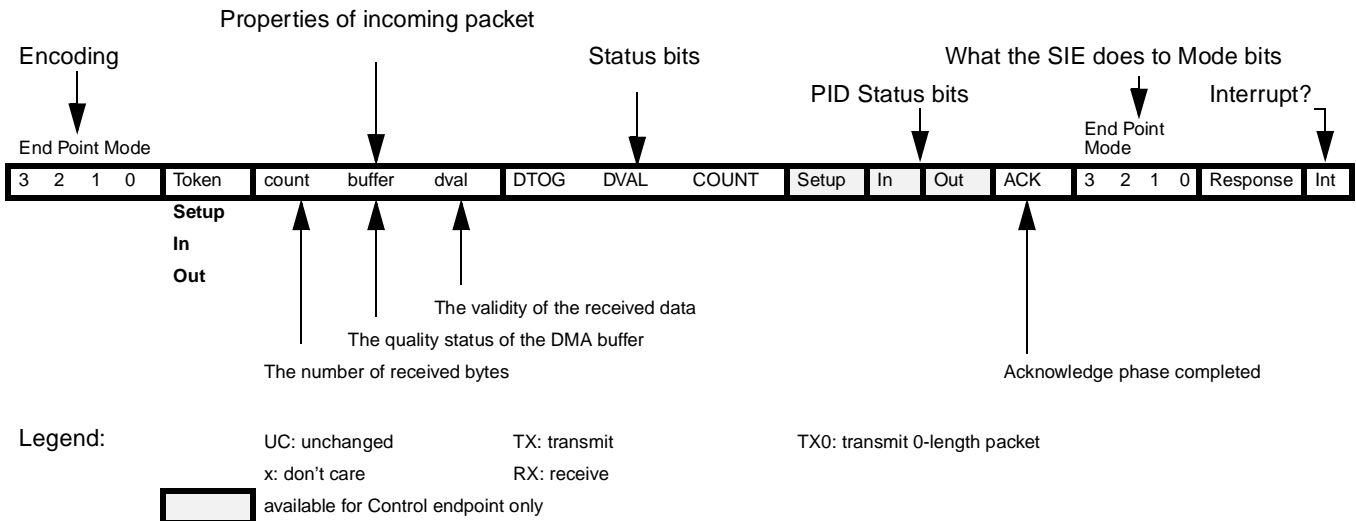 Properties of incoming packet
Encoding Status bits What the SIE does to Mode bits
PID Status bits Interrupt?
End Point Mode End Point
Mode
3 2 1 0 Token count buffer dval DTOG DVAL COUNT Setup In Out ACK 3 2 1 0 Response Int
Setup
In
Out
The validity of the received data
The quality status of the DMA buffer
The number of received bytes Acknowledge phase completed
Legend: UC: unchanged TX: transmit TX0: transmit 0-length packet
x: don't care RX: receive
available for Control endpoint only